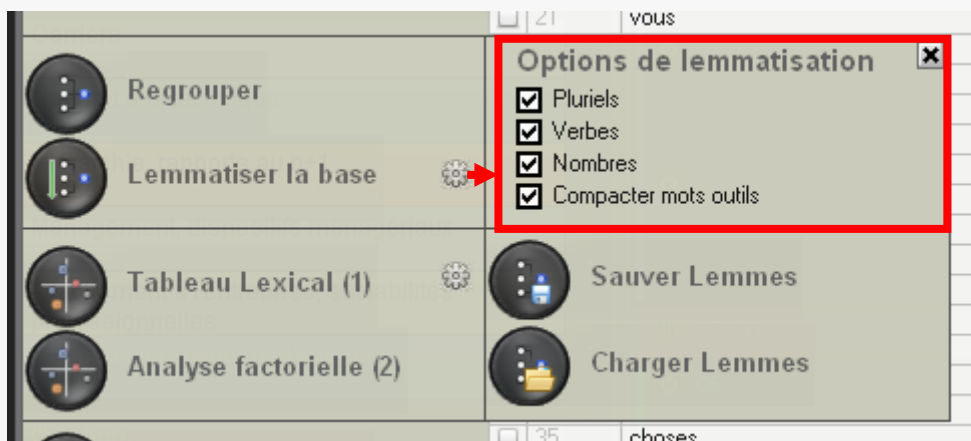 21 vous
Options de lemmatisation
Pluriels
Verbes
Nombres
Compacter mots outils
Regrouper
Lemmatiser la base
Tableau Lexical (1)
Analyse factorielle (2)
Sauver Lemmes
Charger Lemmes
35 choses